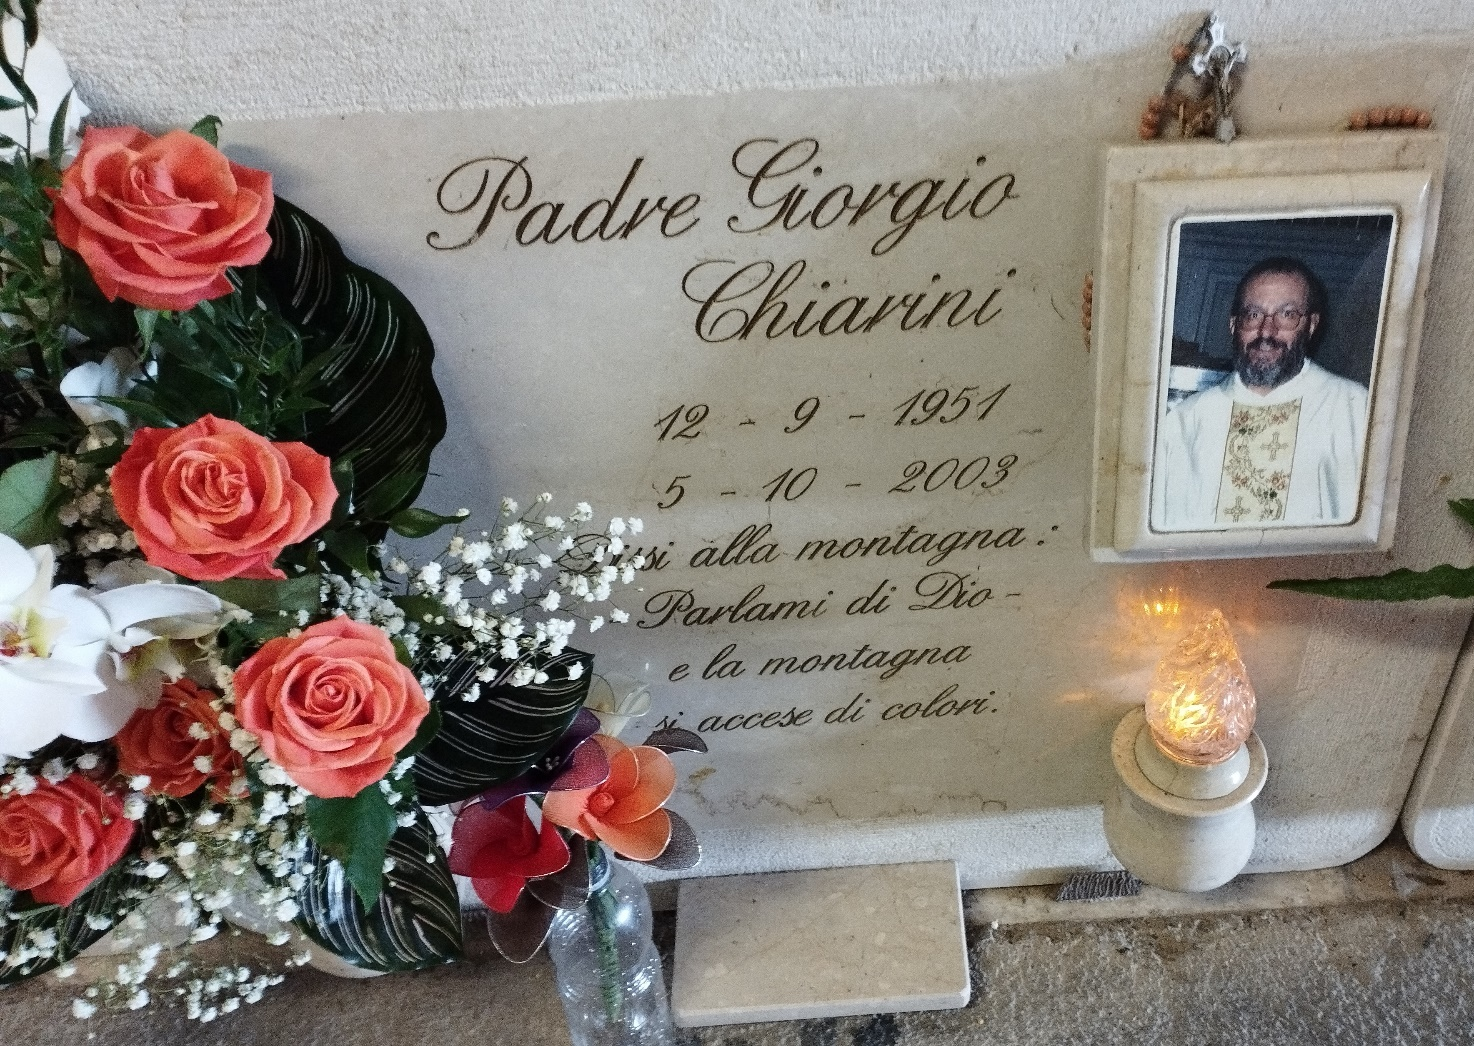 Padre Giorgio
Chiarini
12 - 9 - 1951
5 - 10 - 2003
Dissi alla montagna :
Parlami di Dio -
e la montagna
si accese di colori.